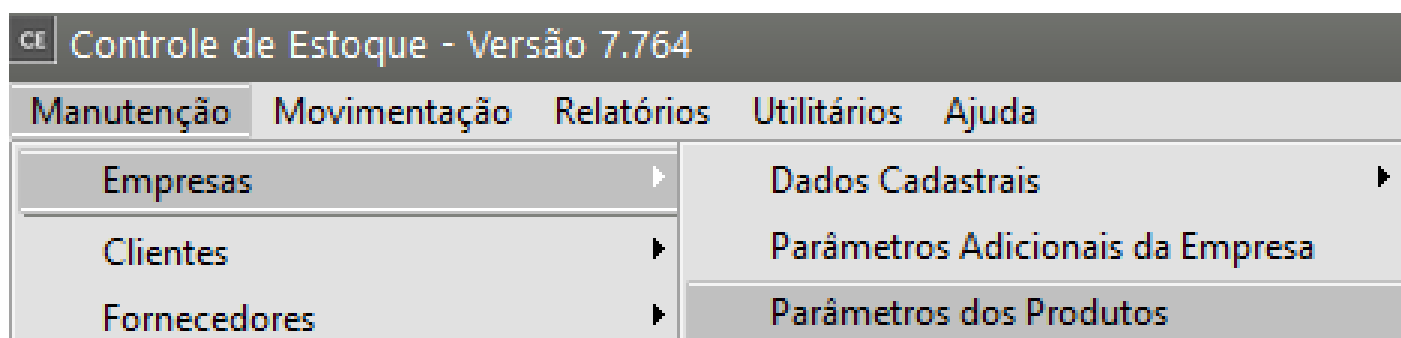 CE Controle de Estoque - Versão 7.764
Manutenção Movimentação Relatórios Utilitários Ajuda
Empresas Dados Cadastrais
Clientes Parâmetros Adicionais da Empresa
Fornecedores Parâmetros dos Produtos